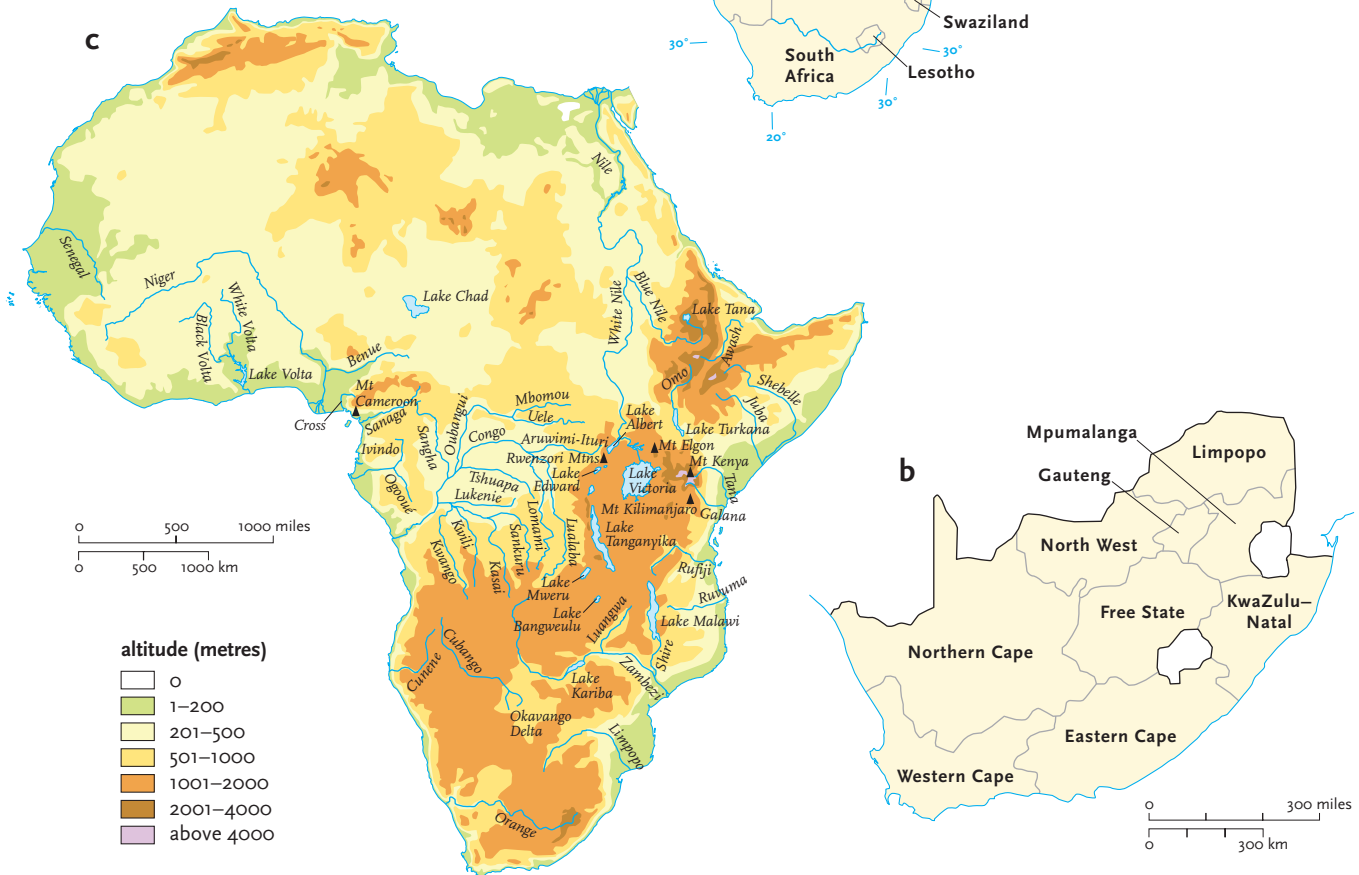 c
Swaziland
30°
30°
South
Africa
Lesotho
30°
20°
Nile
Senegal
Niger
White Volta
Black Volta
Lake Volta
Benue
Lake Chad
White Nile
Blue Nile
Lake Tana
Awash
Omo
Shebelle
Juba
Mt
Cameroon
Cross
Sanaga
Sangha
Oubangui
Mbomou
Uele
Congo
Aruwimi-Ituri
Lake
Albert
Lake Turkana
Mt Elgon
Mt Kenya
Rwenzori Mtns
Ivindo
Ogooué
Tshuapa
Lukenie
Lake
Edward
Lake
Victoria
Tana
Mt Kilimanjaro
Galana
Lomami
Lualaba
Lake
Tanganyika
Kwili
Kwango
Kasai
Sankuru
Rufiji
Lake
Mweru
Ruvuma
Lake
Bangweulu
Luangwa
Lake Malawi
Shire
Cubango
Cunene
Zambezi
Lake
Kariba
Okavango
Delta
Limpopo
Orange
0 500 1000 miles
0 500 1000 km
altitude (metres)
0
1–200
201–500
501–1000
1001–2000
2001–4000
above 4000
b
Mpumalanga
Limpopo
Gauteng
North West
Free State
KwaZulu–
Natal
Northern Cape
Eastern Cape
Western Cape
0 300 miles
0 300 km